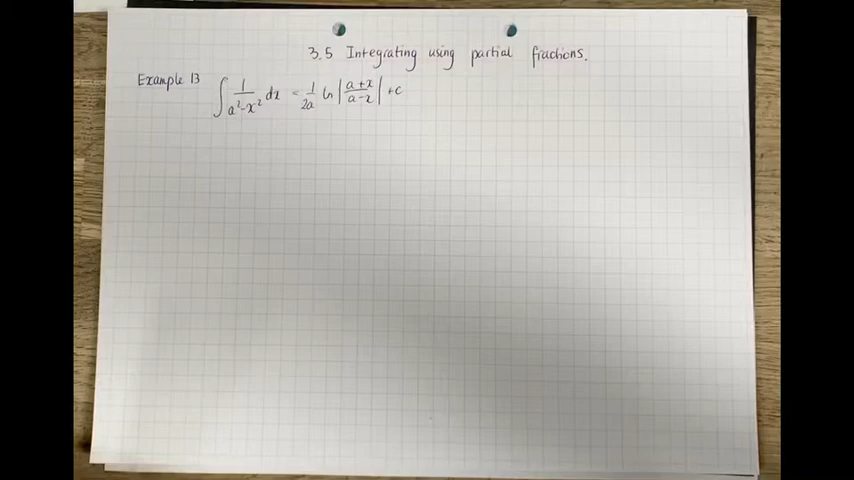 3.5 Integrating using partial fractions.
Example 13 ∫ 1/(a²-x²) dx = 1/2a ln |(a+x)/(a-x)| + c